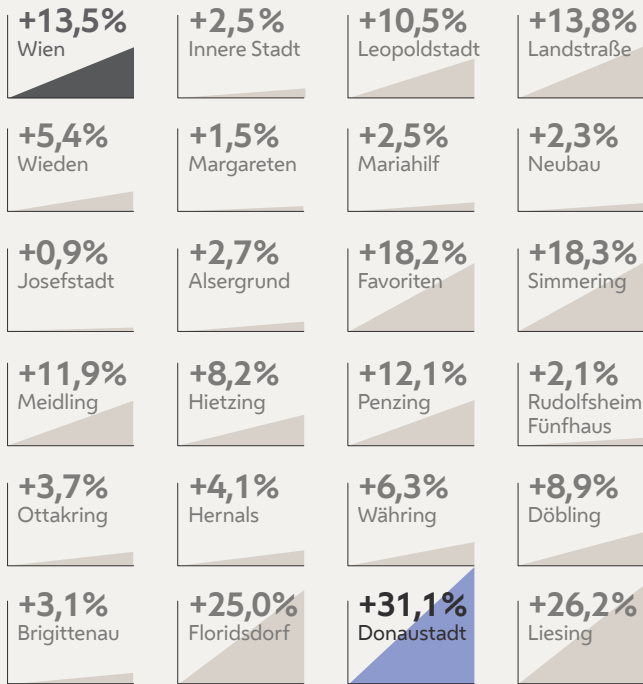 +13,5%
Wien
+2,5%
Innere Stadt
+10,5%
Leopoldstadt
+13,8%
Landstraße
+5,4%
Wieden
+1,5%
Margareten
+2,5%
Mariahilf
+2,3%
Neubau
+0,9%
Josefstadt
+2,7%
Alsergrund
+18,2%
Favoriten
+18,3%
Simmering
+11,9%
Meidling
+8,2%
Hietzing
+12,1%
Penzing
+2,1%
Rudolfsheim
Fünfhaus
+3,7%
Ottakring
+4,1%
Hernals
+6,3%
Währing
+8,9%
Döbling
+3,1%
Brigittenau
+25,0%
Floridsdorf
+31,1%
Donaustadt
+26,2%
Liesing